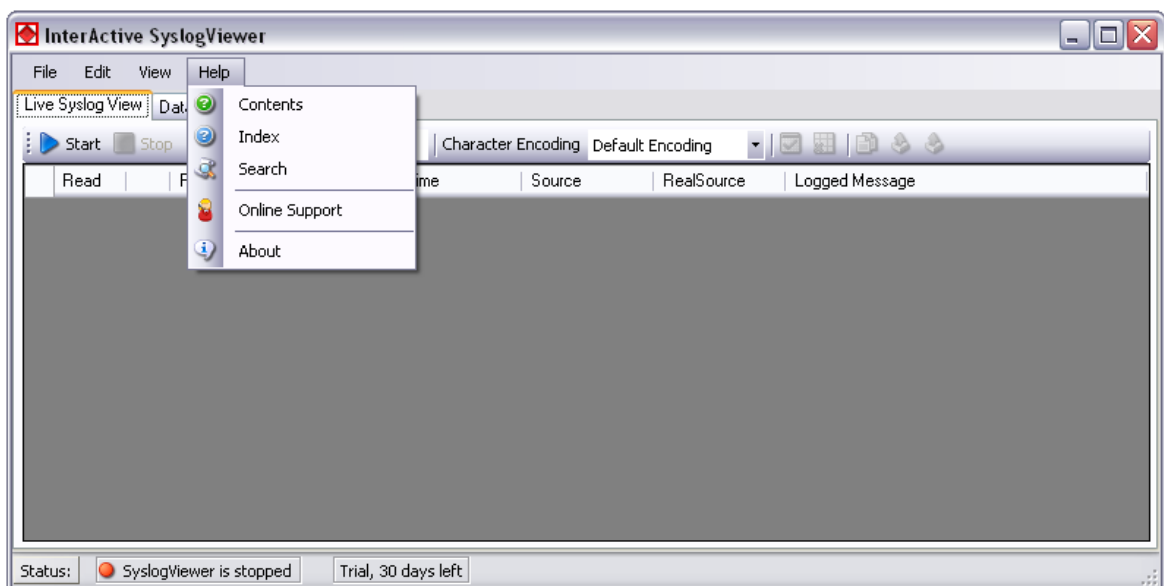 InterActive SyslogViewer
File Edit View Help
Live Syslog View
Contents
Index
Search
Online Support
About
Start Stop Character Encoding Default Encoding
Read Source RealSource Logged Message
Status: SyslogViewer is stopped Trial, 30 days left